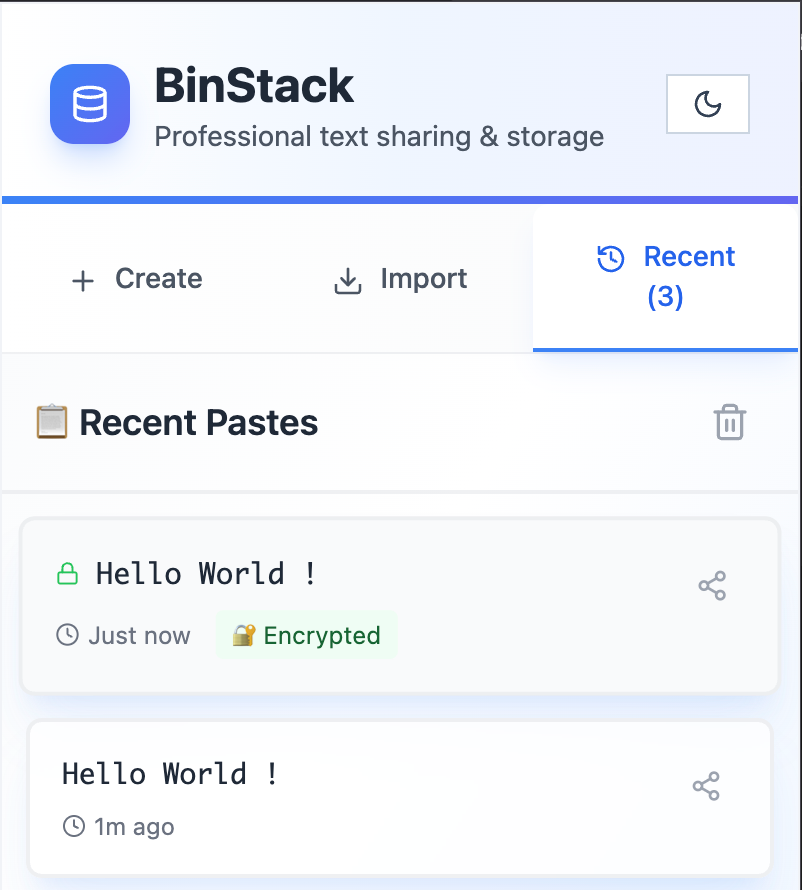 BinStack
Professional text sharing & storage
Create
Import
Recent
(3)
Recent Pastes
Hello World !
Just now
Encrypted
Hello World !
1m ago